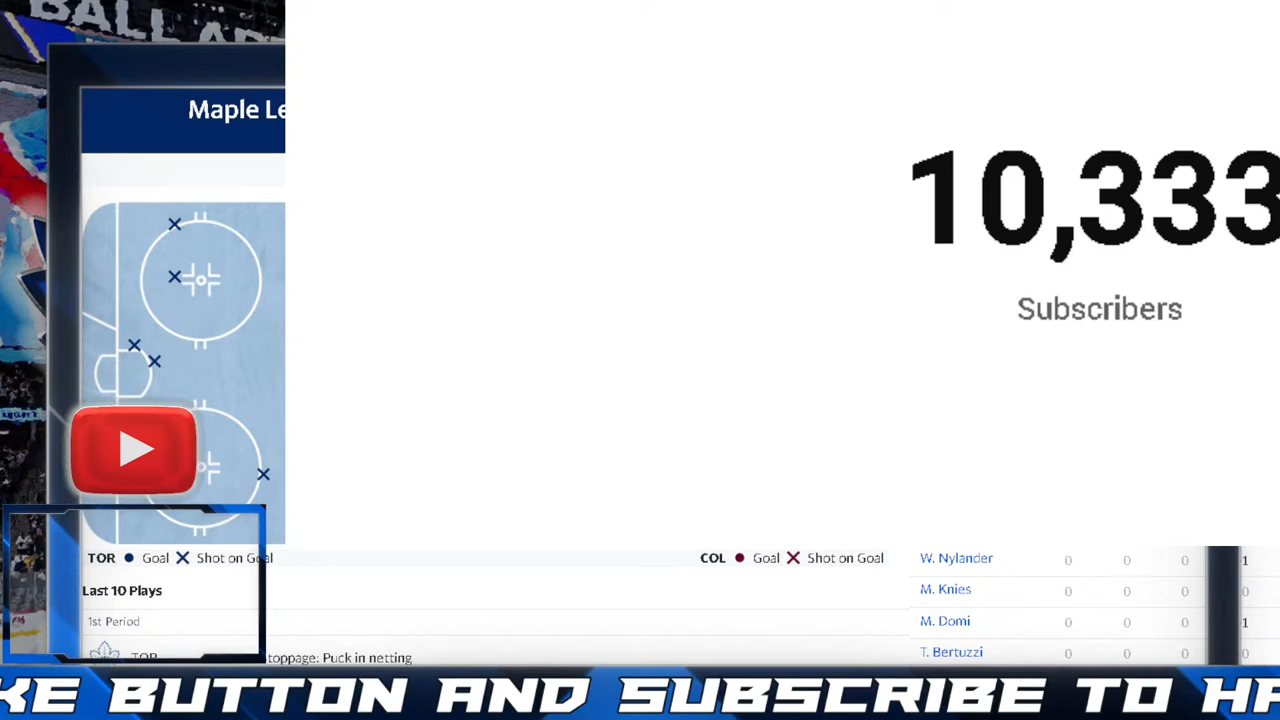 Maple Le
10,333
Subscribers
TOR Goal Shot on Goal
COL Goal Shot on Goal
W. Nylander 0 0 0 1
Last 10 Plays
M. Knies 0 0 0 0
1st Period
M. Domi 0 0 0 1
TOR toppage: Puck in netting
T. Bertuzzi 0 0 0 0
KE BUTTON AND SUBSCRIBE TO HA